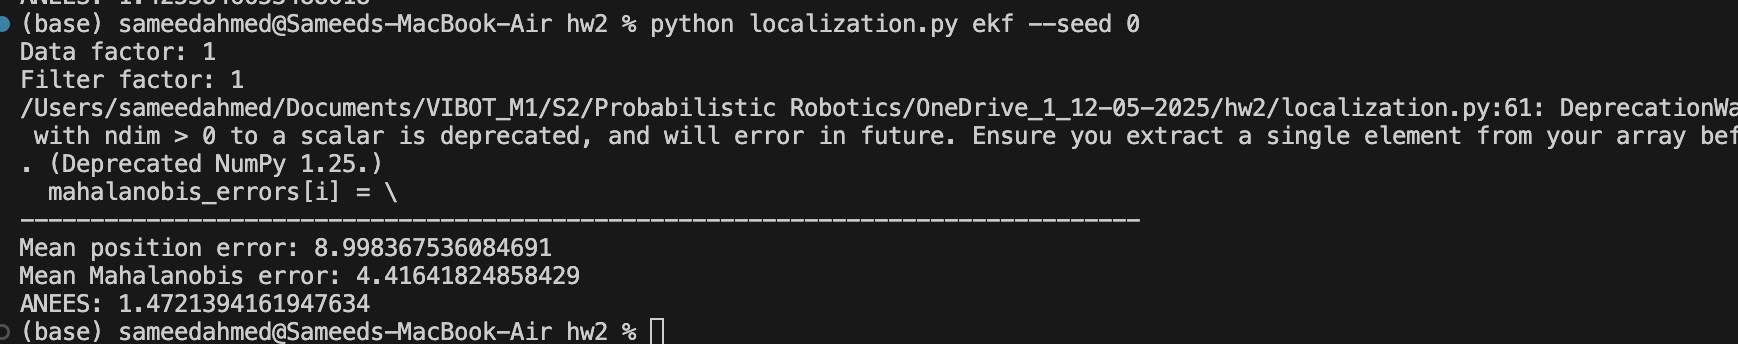 (base) sameedahmed@Sameeds-MacBook-Air hw2 % python localization.py ekf --seed 0
Data factor: 1
Filter factor: 1
/Users/sameedahmed/Documents/VIBOT_M1/S2/Probabilistic Robotics/OneDrive_1_12-05-2025/hw2/localization.py:61: DeprecationWa
with ndim > 0 to a scalar is deprecated, and will error in future. Ensure you extract a single element from your array bef
. (Deprecated NumPy 1.25.)
mahalanobis_errors[i] = \
--------------------------------------------------------------------------------
Mean position error: 8.998367536084691
Mean Mahalanobis error: 4.41641824858429
ANEES: 1.4721394161947634
(base) sameedahmed@Sameeds-MacBook-Air hw2 %